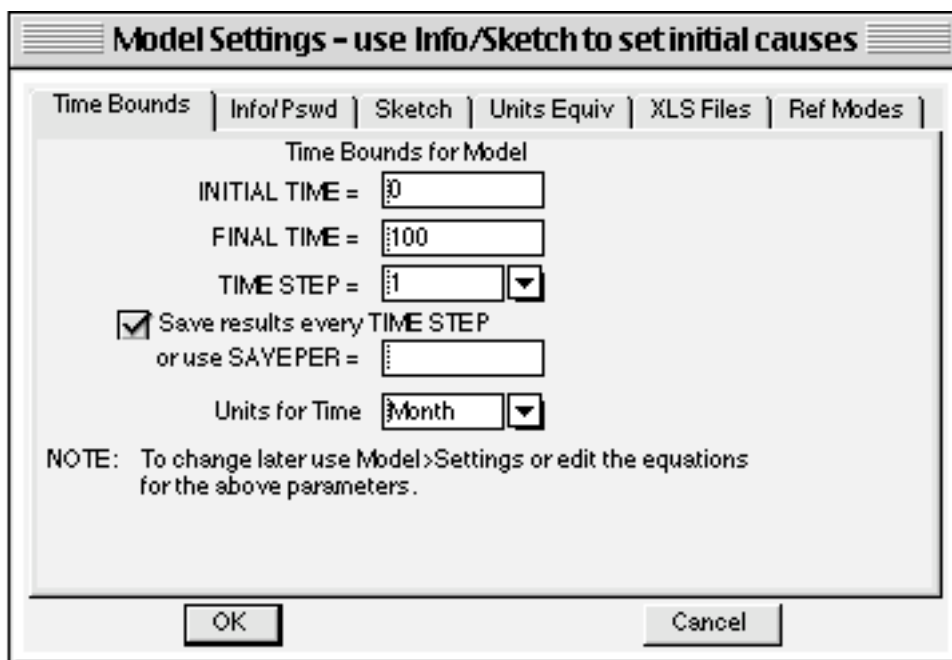 Model Settings - use Info/Sketch to set initial causes
Time Bounds Info/Pswd Sketch Units Equiv XLS Files Ref Modes
Time Bounds for Model
INITIAL TIME = 0
FINAL TIME = 100
TIME STEP = 1
Save results every TIME STEP
or use SAVEPER =
Units for Time Month
NOTE: To change later use Model>Settings or edit the equations
for the above parameters.
OK Cancel